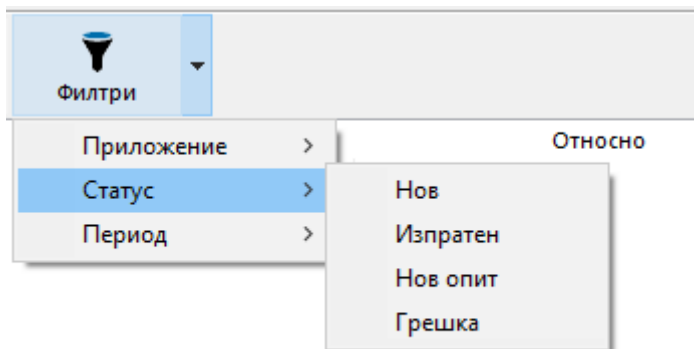 Филтри
Приложение
Относно
Статус
Нов
Период
Изпратен
Нов опит
Грешка